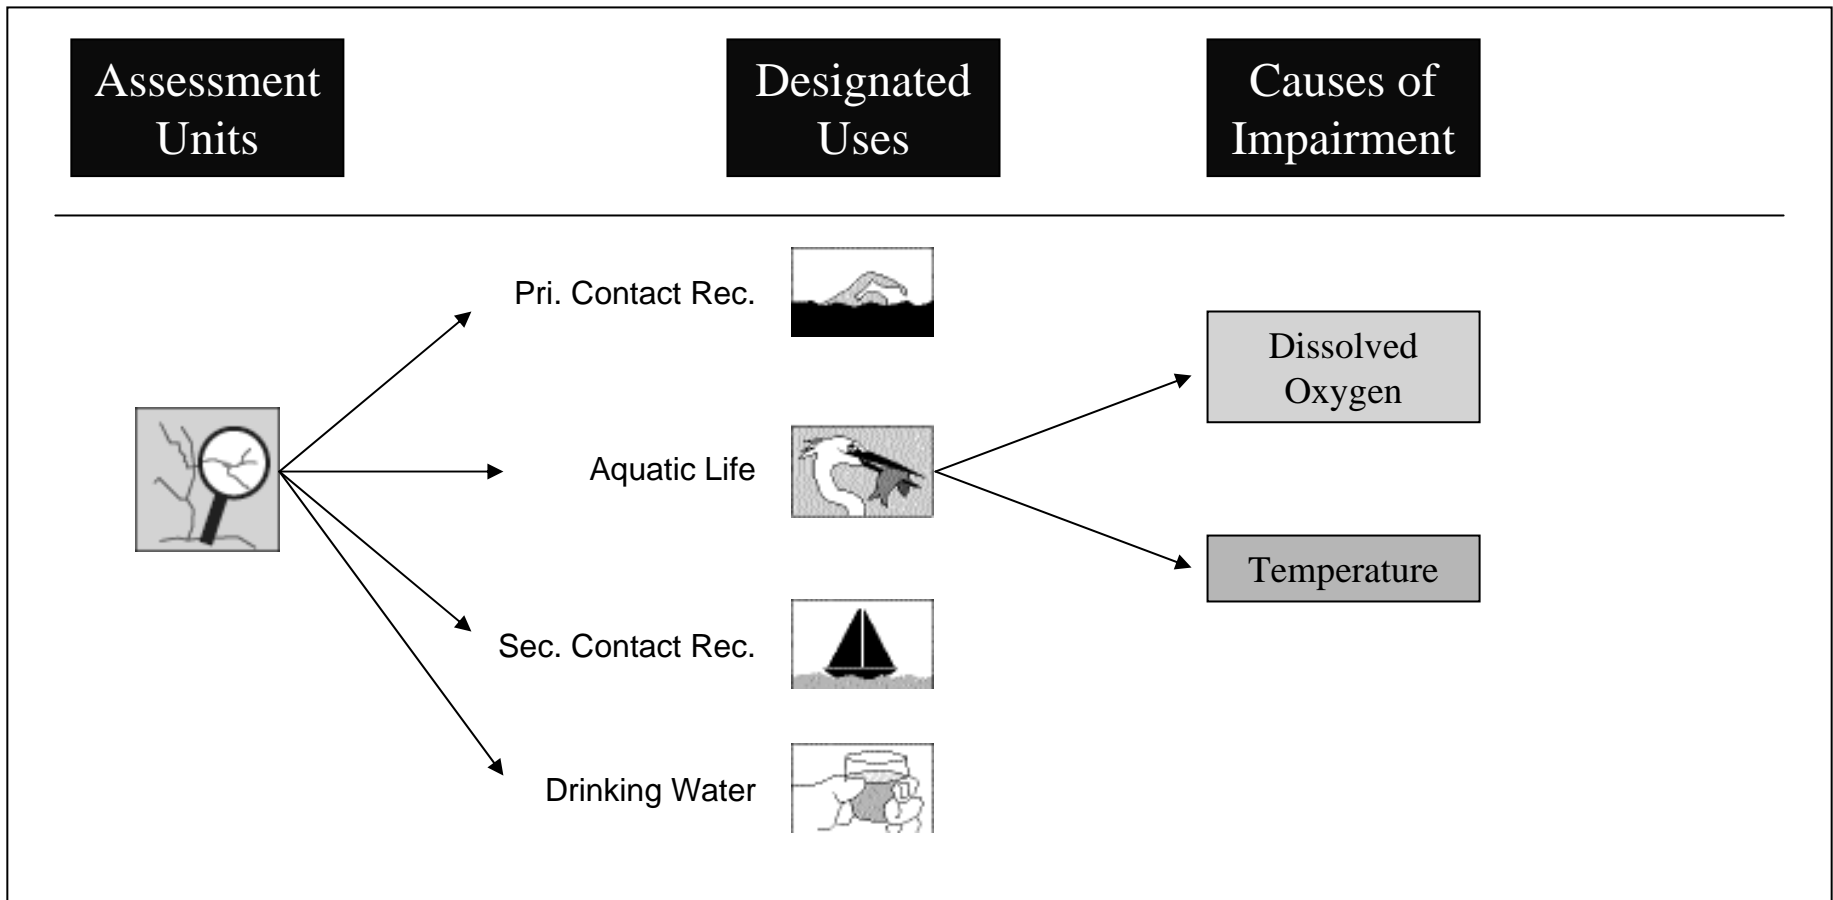 Assessment
Units
Designated
Uses
Causes of
Impairment
Pri. Contact Rec.
Aquatic Life
Sec. Contact Rec.
Drinking Water
Dissolved
Oxygen
Temperature